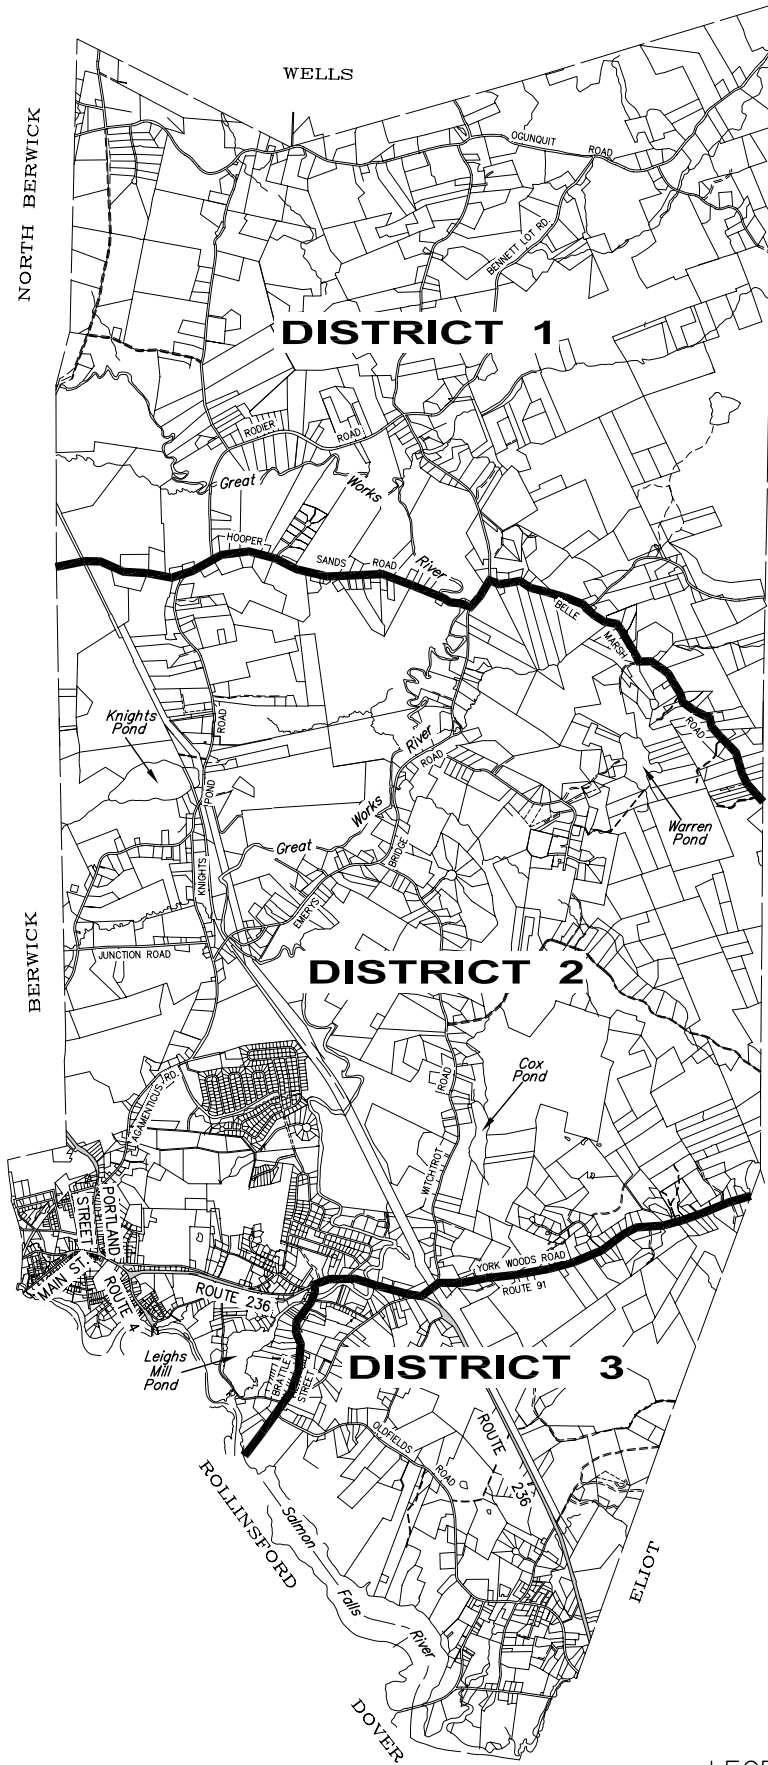 WELLS
NORTH BERWICK
OGUNQUIT ROAD
BENNETT LOT RD.
DISTRICT 1
RODIER ROAD
Great Works River
HOOPER SANDS ROAD
BELLE MARSH ROAD
Knights
Pond
KNIGHTS POND ROAD
Great Works River
EMERYS BRIDGE ROAD
Warren
Pond
BERWICK
JUNCTION ROAD
DISTRICT 2
Cox
Pond
AGAMENTICUS RD.
WITCHTROT ROAD
PORTLAND
STREET
MAIN ST.
ROUTE 4
ROUTE 236
YORK WOODS ROAD
ROUTE 91
Leighs
Mill
Pond
BRATTLE
STREET
DISTRICT 3
OLDFIELDS ROAD
ROUTE 236
ROLLINSFORD
Salmon Falls River
ELIOT
DOVER